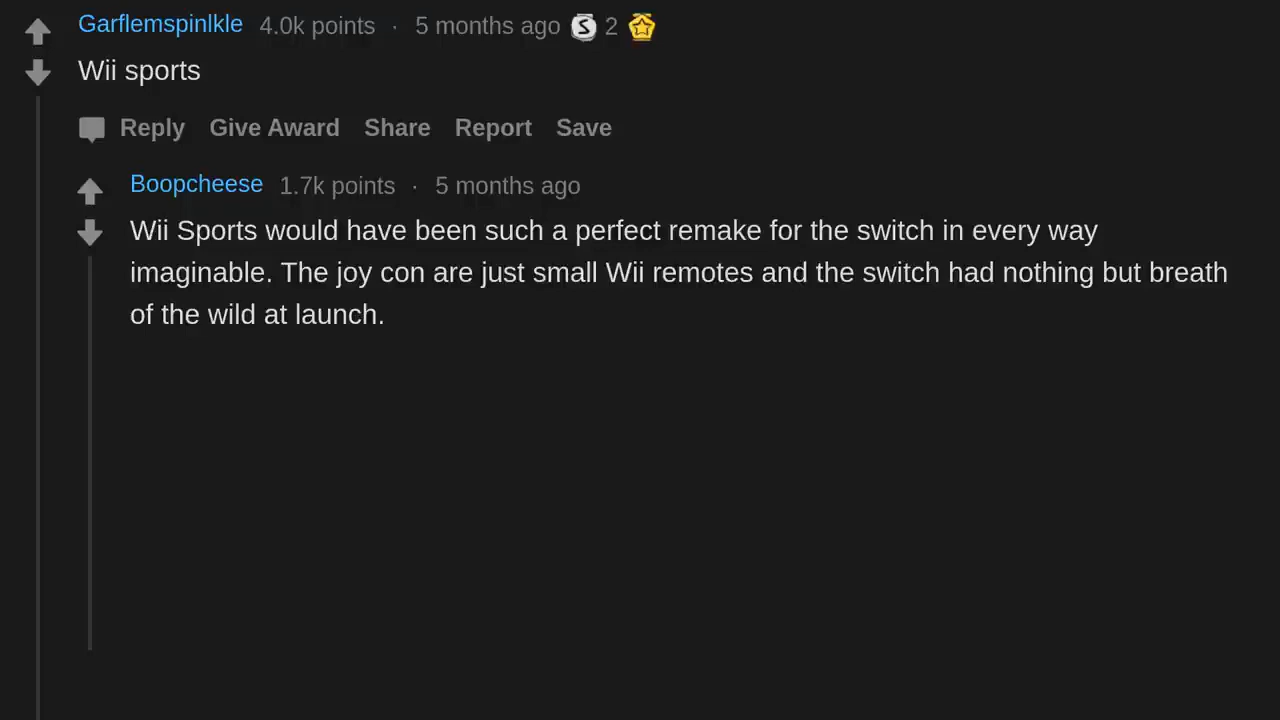 Garflemspinlkle 4.0k points · 5 months ago S 2
Wii sports
Reply Give Award Share Report Save
Boopcheese 1.7k points · 5 months ago
Wii Sports would have been such a perfect remake for the switch in every way
imaginable. The joy con are just small Wii remotes and the switch had nothing but breath
of the wild at launch.